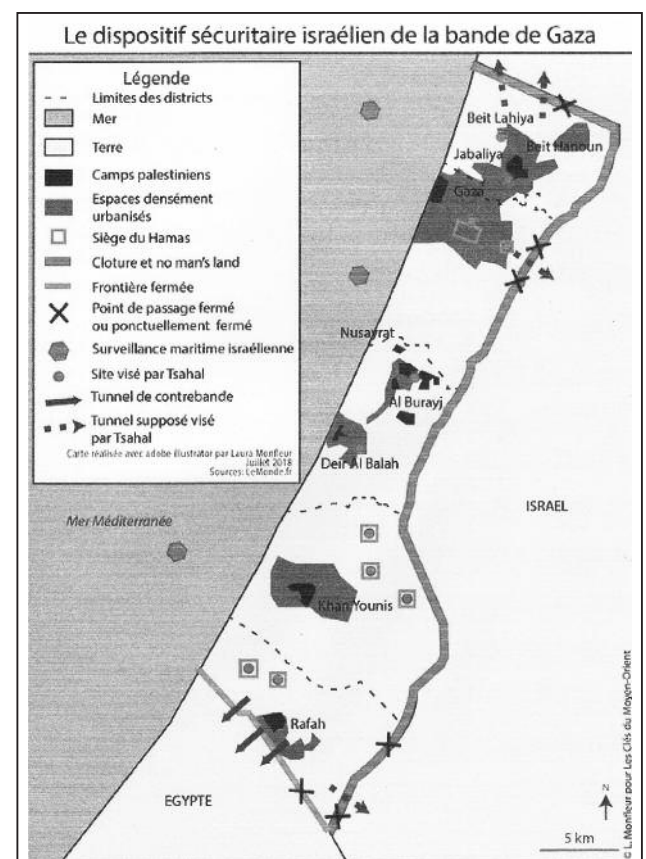 Le dispositif sécuritaire israélien de la bande de Gaza
Légende
Limites des districts
Mer
Terre
Camps palestiniens
Espaces densément
urbanisés
Siège du Hamas
Cloture et no man's land
Frontière fermée
Point de passage fermé
ou ponctuellement fermé
Surveillance maritime israélienne
Site visé par Tsahal
Tunnel de contrebande
Tunnel supposé visé
par Tsahal
Carte réalisée avec adobe illustrator par Laura Monfleur
Juillet 2018
Sources: LeMonde.fr
Beit Lahiya
Beit Hanoun
Jabaliya
Gaza
Nusayrat
Al Burayj
Deir Al Balah
ISRAEL
Mer Méditerranée
Khan Younis
Rafah
EGYPTE
N
5 km
© L. Monfleur pour Les Clés du Moyen-Orient